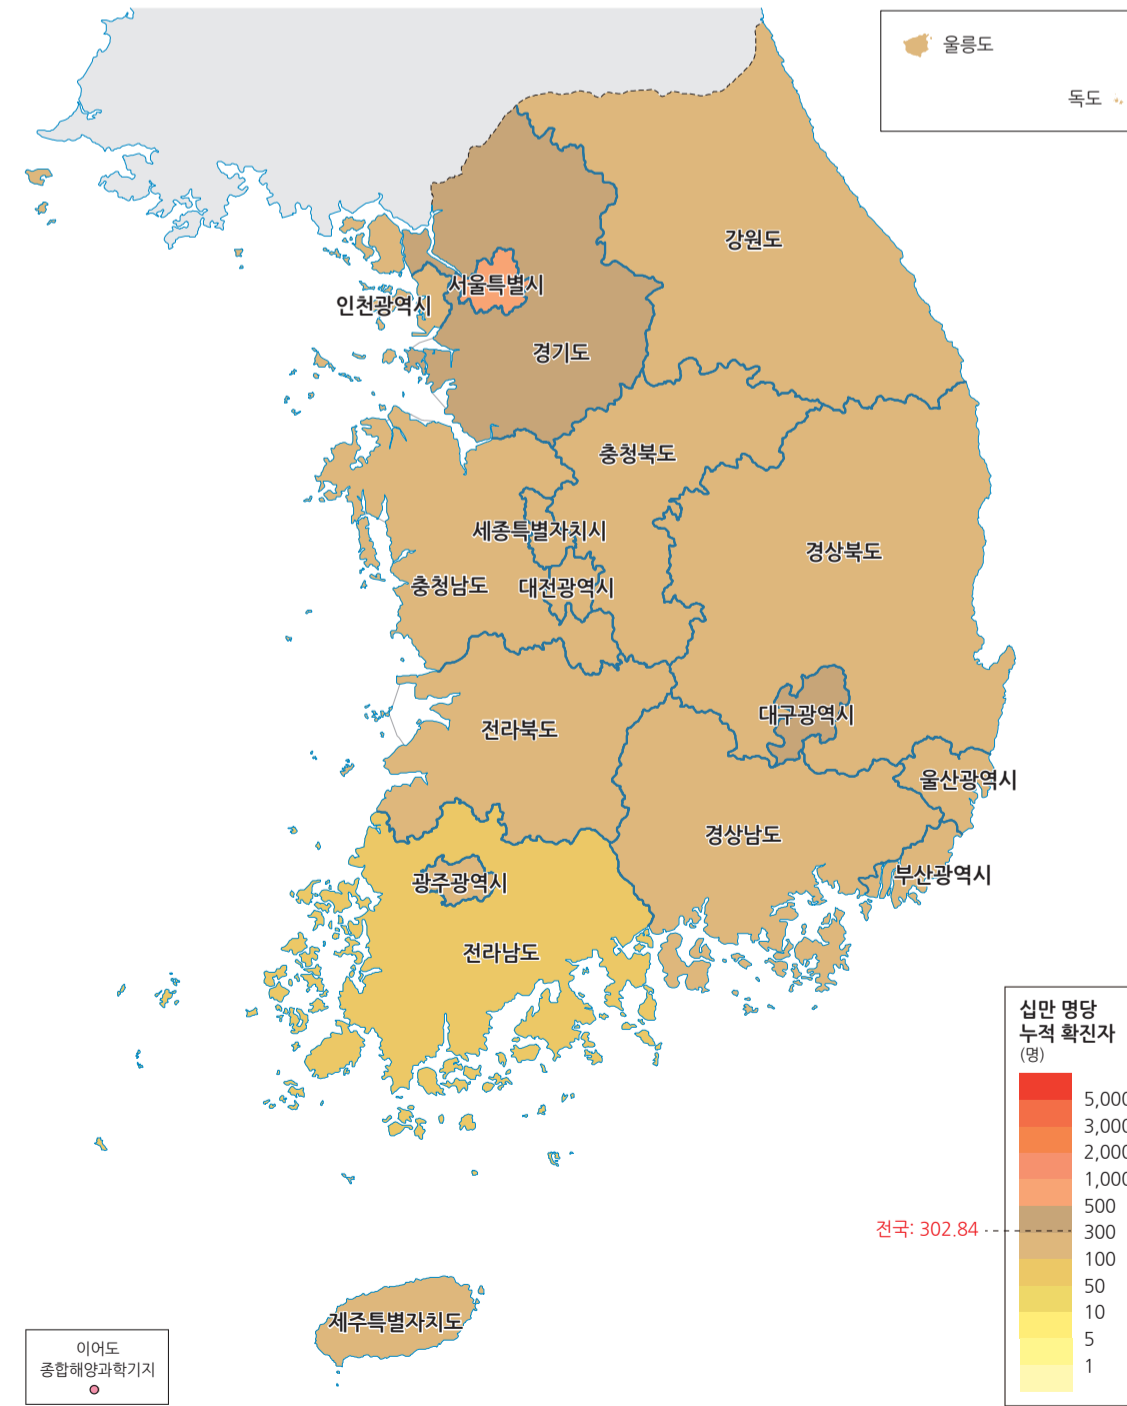 울릉도
독도
강원도
서울특별시
인천광역시
경기도
충청북도
세종특별자치시
경상북도
충청남도
대전광역시
대구광역시
전라북도
울산광역시
경상남도
부산광역시
광주광역시
전라남도
십만 명당
누적 확진자
(명)
5,000
3,000
2,000
1,000
500
전국: 302.84
300
100
50
10
5
1
제주특별자치도
이어도
종합해양과학기지